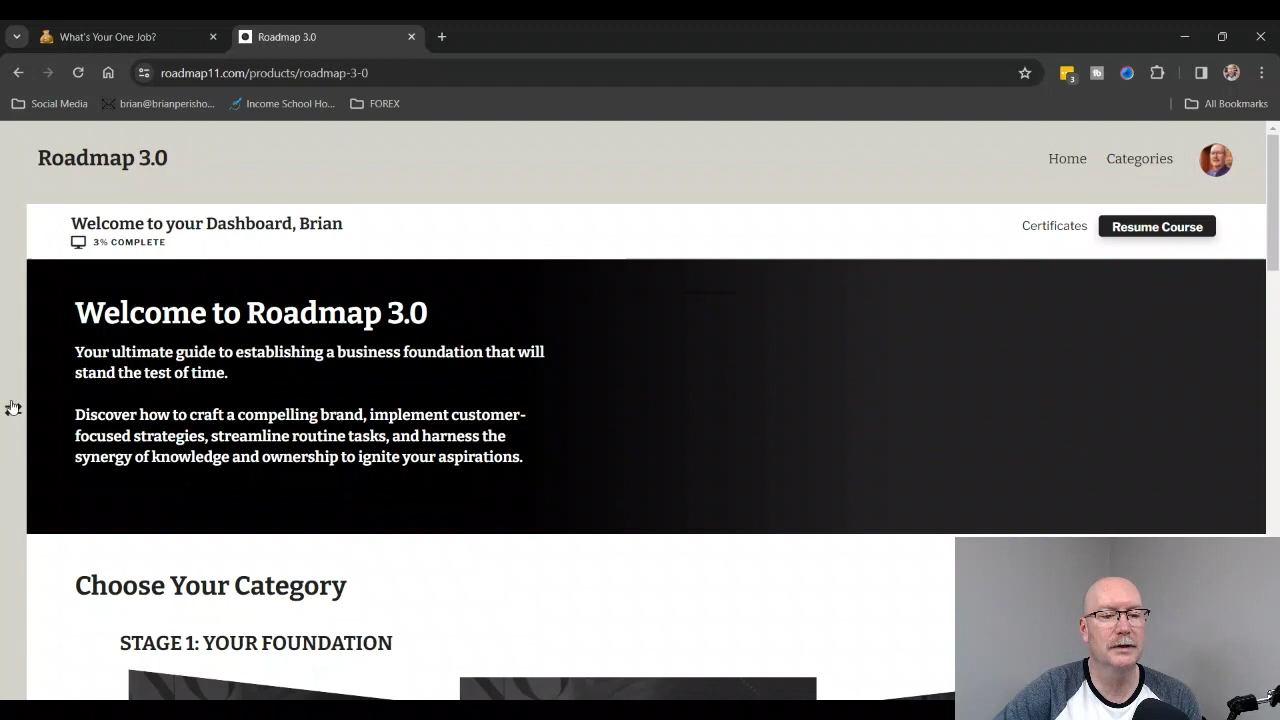 What's Your One Job?
Roadmap 3.0
roadmap11.com/products/roadmap-3-0
3
Social Media
brian@brianperisho...
Income School Ho...
FOREX
All Bookmarks
Roadmap 3.0
Home
Categories
Welcome to your Dashboard, Brian
3% COMPLETE
Certificates
Resume Course
Welcome to Roadmap 3.0
Your ultimate guide to establishing a business foundation that will
stand the test of time.
Discover how to craft a compelling brand, implement customer-
focused strategies, streamline routine tasks, and harness the
synergy of knowledge and ownership to ignite your aspirations.
Choose Your Category
STAGE 1: YOUR FOUNDATION